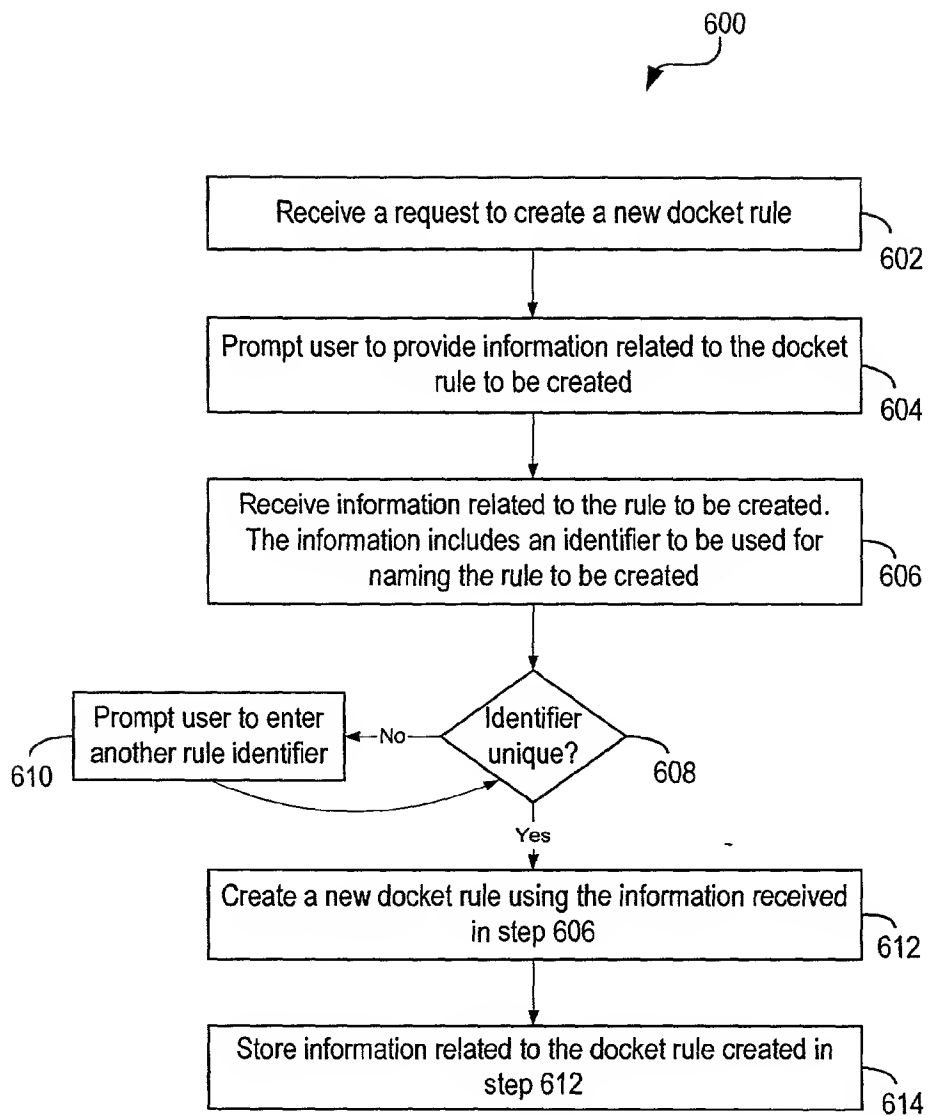 600
Receive a request to create a new docket rule
602
Prompt user to provide information related to the docket
rule to be created
604
Receive information related to the rule to be created.
The information includes an identifier to be used for
naming the rule to be created
606
Identifier
unique?
608
No
Prompt user to enter
another rule identifier
610
Yes
Create a new docket rule using the information received
in step 606
612
Store information related to the docket rule created in
step 612
614